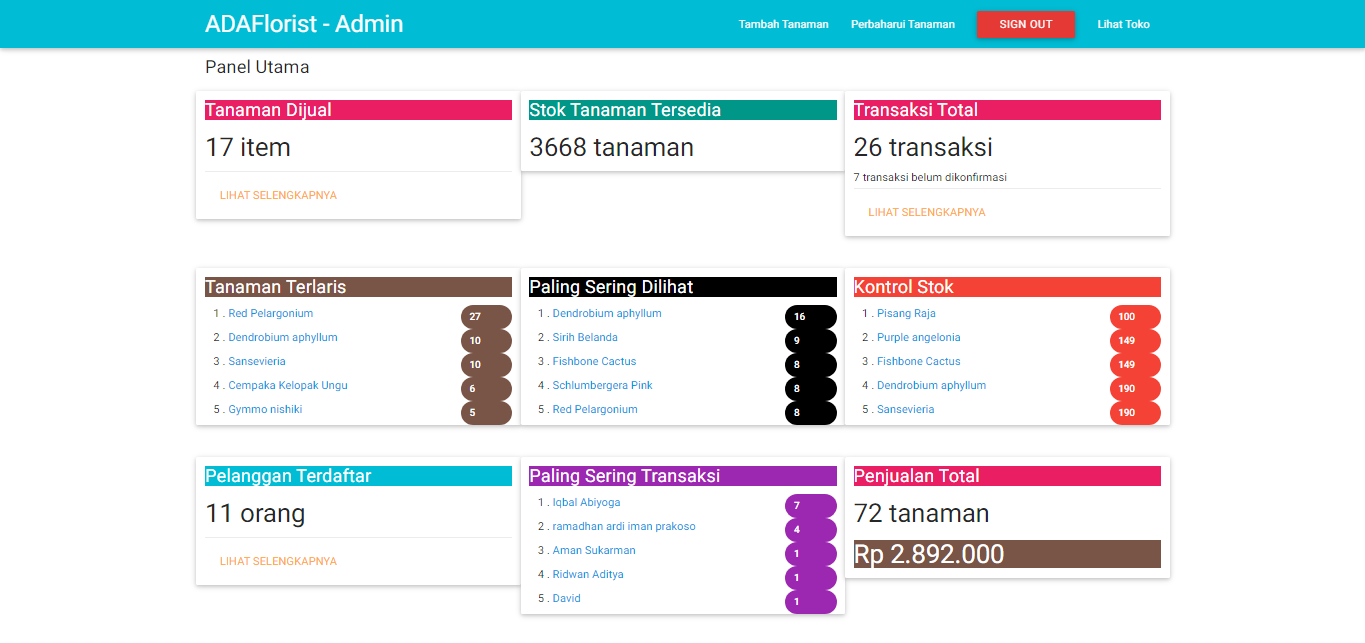 ADAFlorist - Admin
Tambah Tanaman
Perbaharui Tanaman
SIGN OUT
Lihat Toko
Panel Utama
Tanaman Dijual
17 item
LIHAT SELENGKAPNYA
Stok Tanaman Tersedia
3668 tanaman
Transaksi Total
26 transaksi
7 transaksi belum dikonfirmasi
LIHAT SELENGKAPNYA
Tanaman Terlaris
1 . Red Pelargonium 27
2 . Dendrobium aphyllum 10
3 . Sansevieria 10
4 . Cempaka Kelopak Ungu 6
5 . Gymmo nishiki 5
Paling Sering Dilihat
1 . Dendrobium aphyllum 16
2 . Sirih Belanda 9
3 . Fishbone Cactus 8
4 . Schlumbergera Pink 8
5 . Red Pelargonium 8
Kontrol Stok
1 . Pisang Raja 100
2 . Purple angelonia 149
3 . Fishbone Cactus 149
4 . Dendrobium aphyllum 190
5 . Sansevieria 190
Pelanggan Terdaftar
11 orang
LIHAT SELENGKAPNYA
Paling Sering Transaksi
1 . Iqbal Abiyoga 7
2 . ramadhan ardi iman prakoso 4
3 . Aman Sukarman 1
4 . Ridwan Aditya 1
5 . David 1
Penjualan Total
72 tanaman
Rp 2.892.000